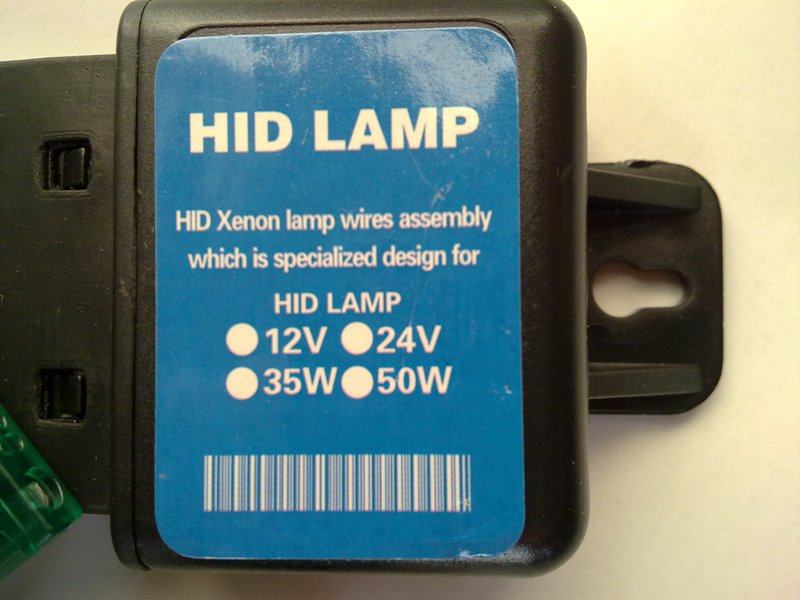 HID LAMP
HID Xenon lamp wires assembly
which is specialized design for
HID LAMP
12V 24V
35W 50W